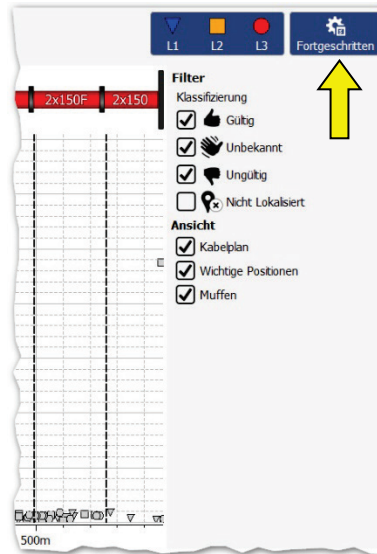 L1 L2 L3 Fortgeschritten
Filter
2x150F 2x150
Klassifizierung
Gültig
Unbekannt
Ungültig
Nicht Lokalisiert
Ansicht
Kabelplan
Wichtige Positionen
Muffen
500m